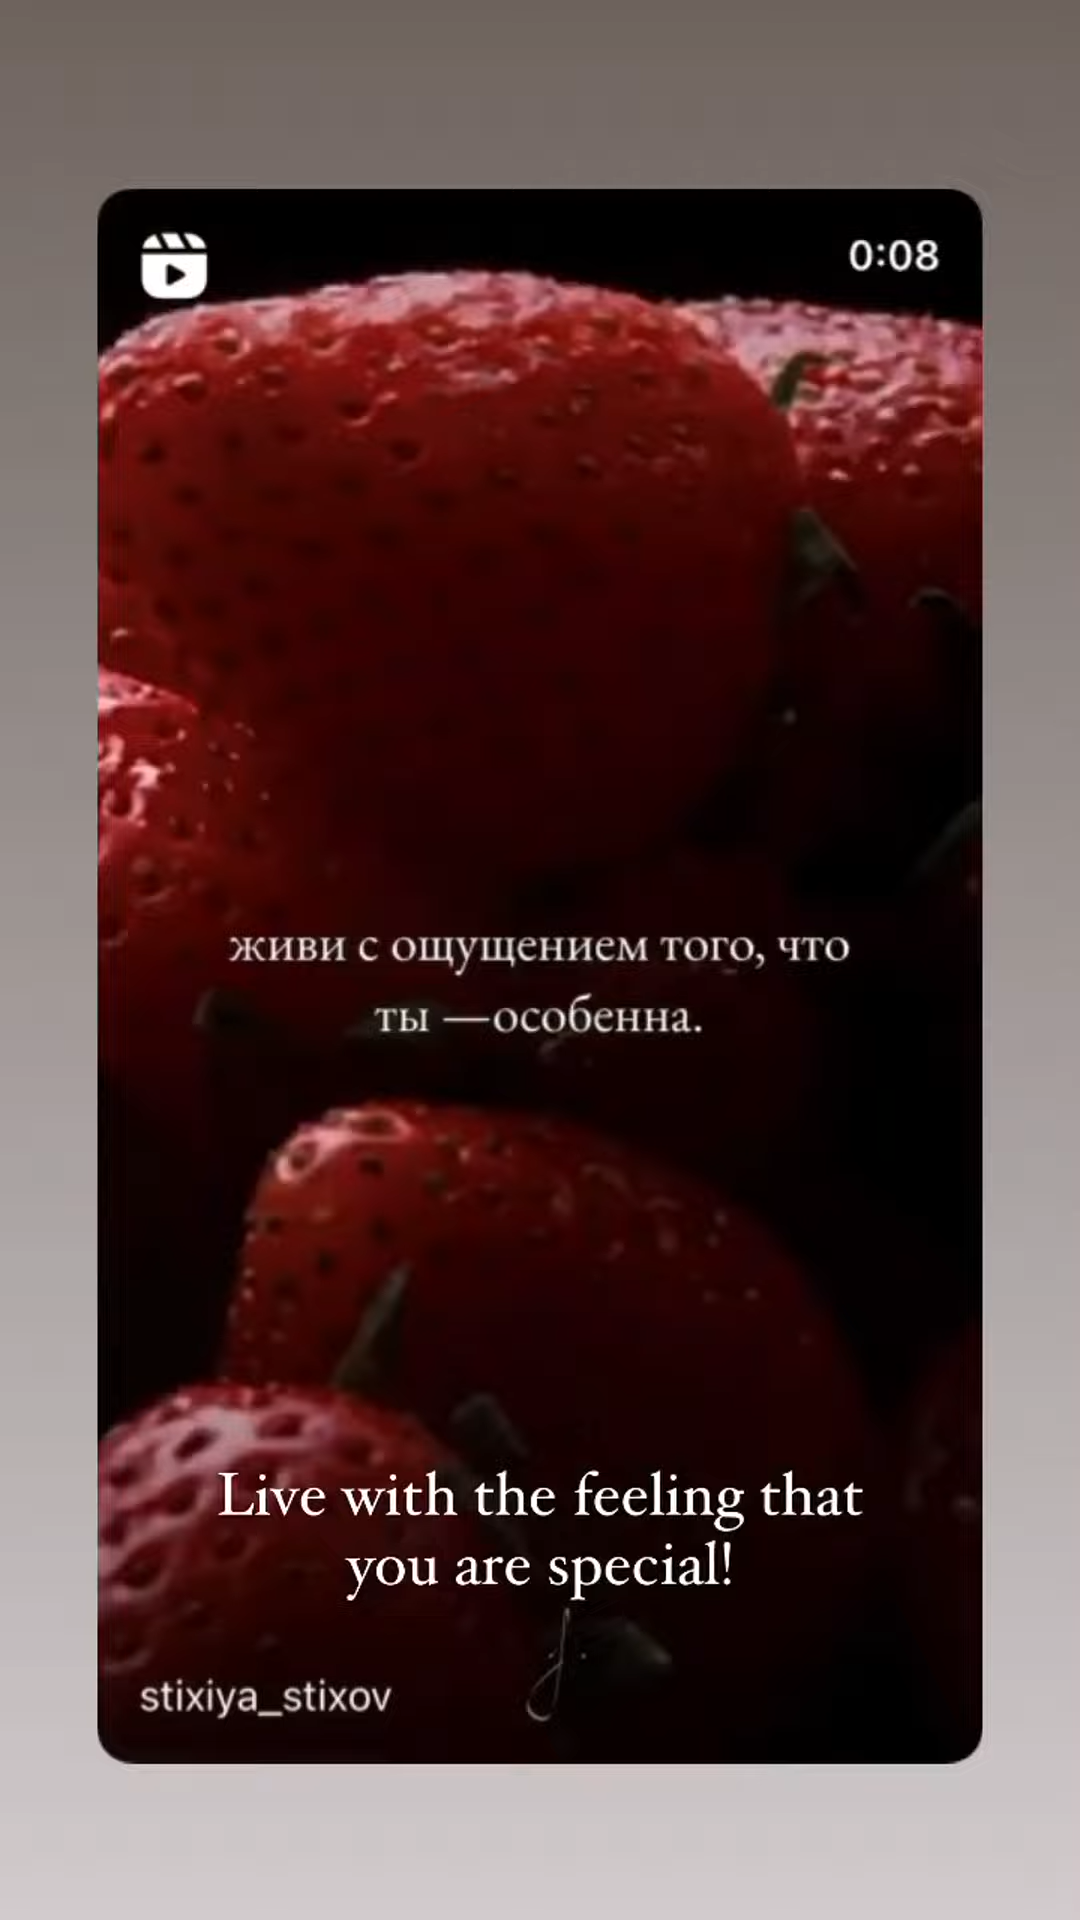 0:08
живи с ощущением того, что
ты —особенна.
Live with the feeling that
you are special!
stixiya_stixov